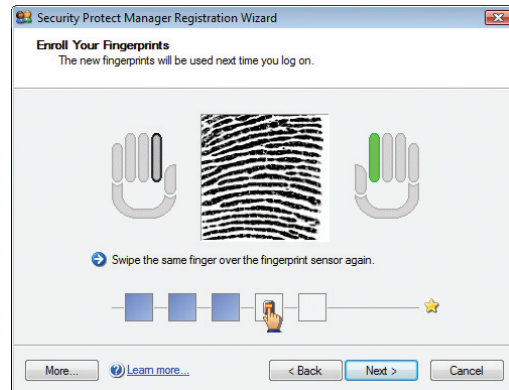 Security Protect Manager Registration Wizard
Enroll Your Fingerprints
The new fingerprints will be used next time you log on.
Swipe the same finger over the fingerprint sensor again.
More... Learn more... < Back Next > Cancel